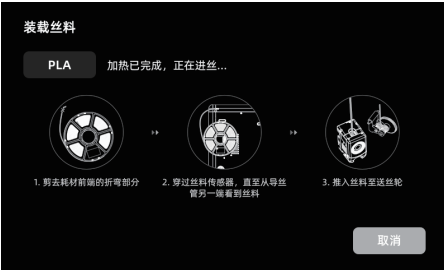 装载丝料
PLA
加热已完成，正在进丝...
1. 剪去耗材前端的折弯部分
2. 穿过丝料传感器，直至从导丝
管另一端看到丝料
3. 推入丝料至送丝轮
取消